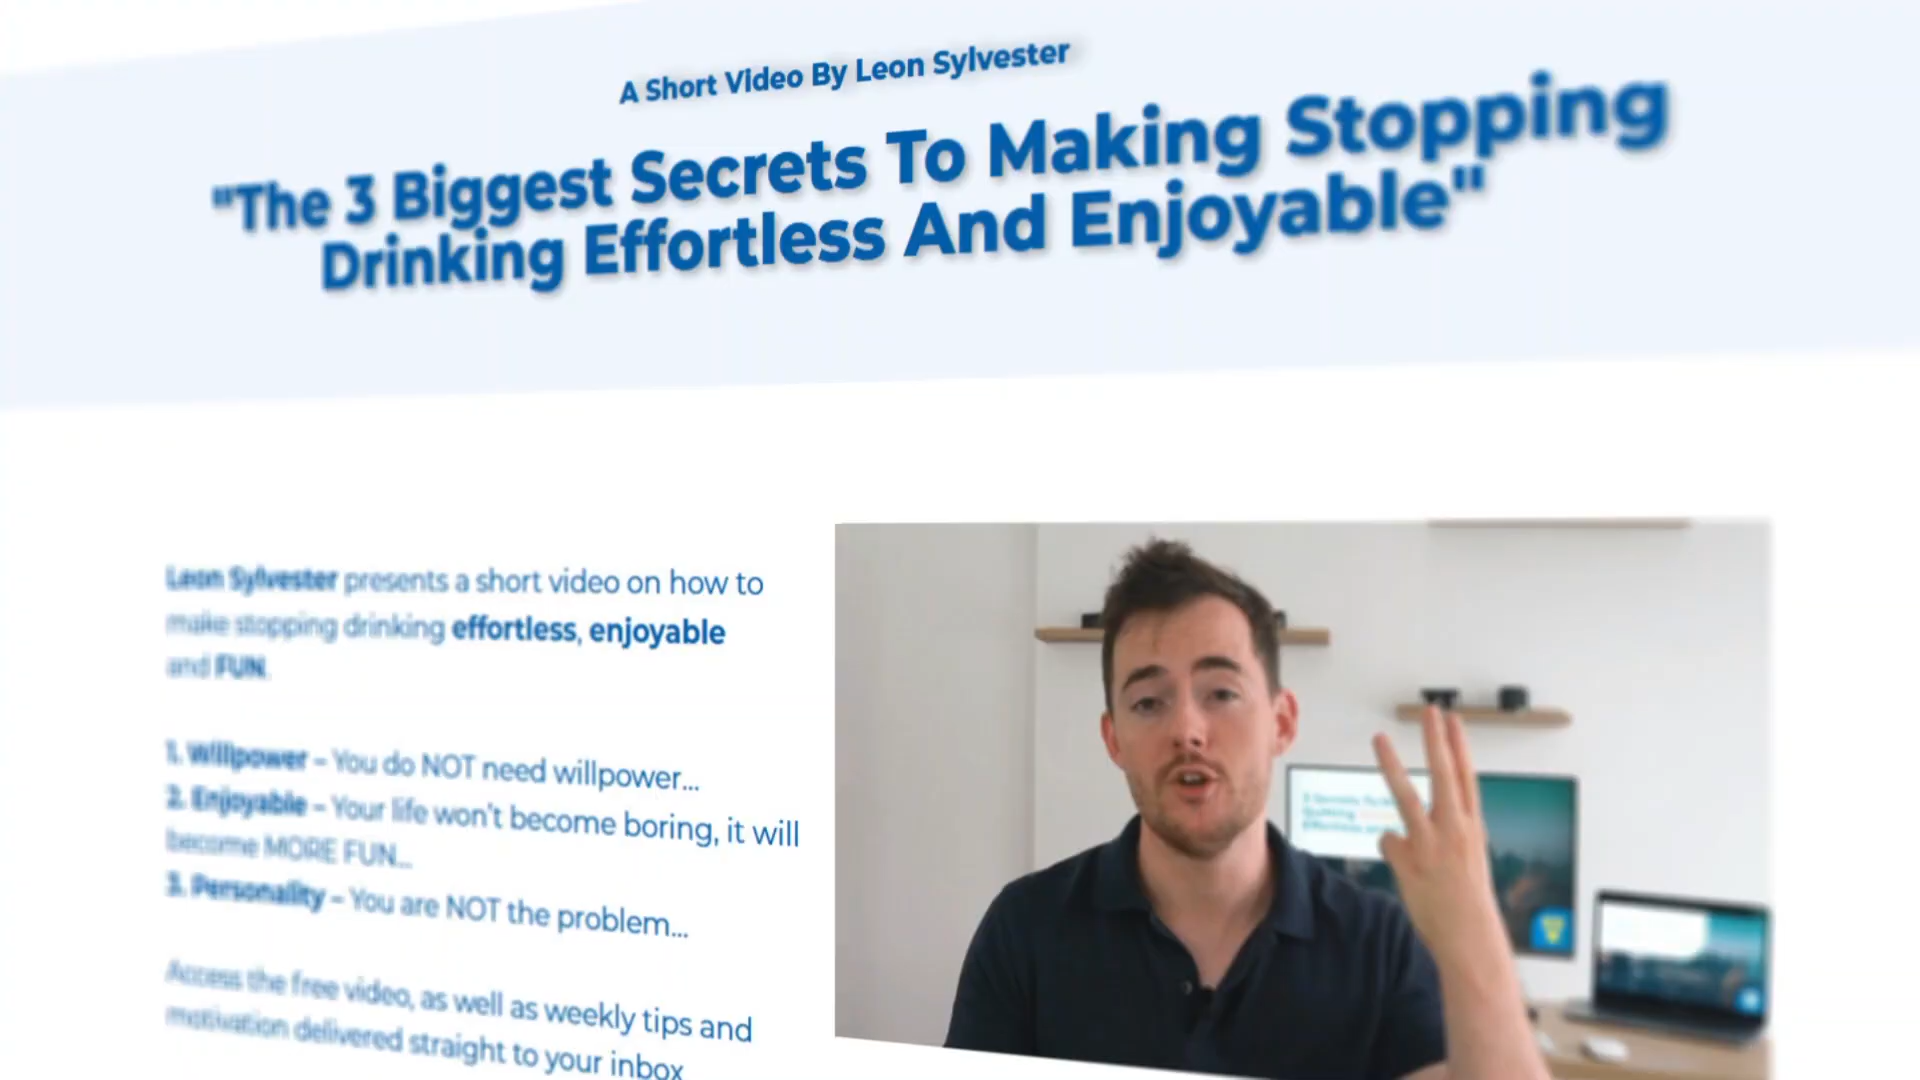 A Short Video By Leon Sylvester
"The 3 Biggest Secrets To Making Stopping
Drinking Effortless And Enjoyable"
Leon Sylvester presents a short video on how to
make stopping drinking effortless, enjoyable
and FUN.
1. Willpower – You do NOT need willpower...
2. Enjoyable – Your life won't become boring, it will
become MORE FUN...
3. Personality – You are NOT the problem...
Access the free video, as well as weekly tips and
motivation delivered straight to your inbox